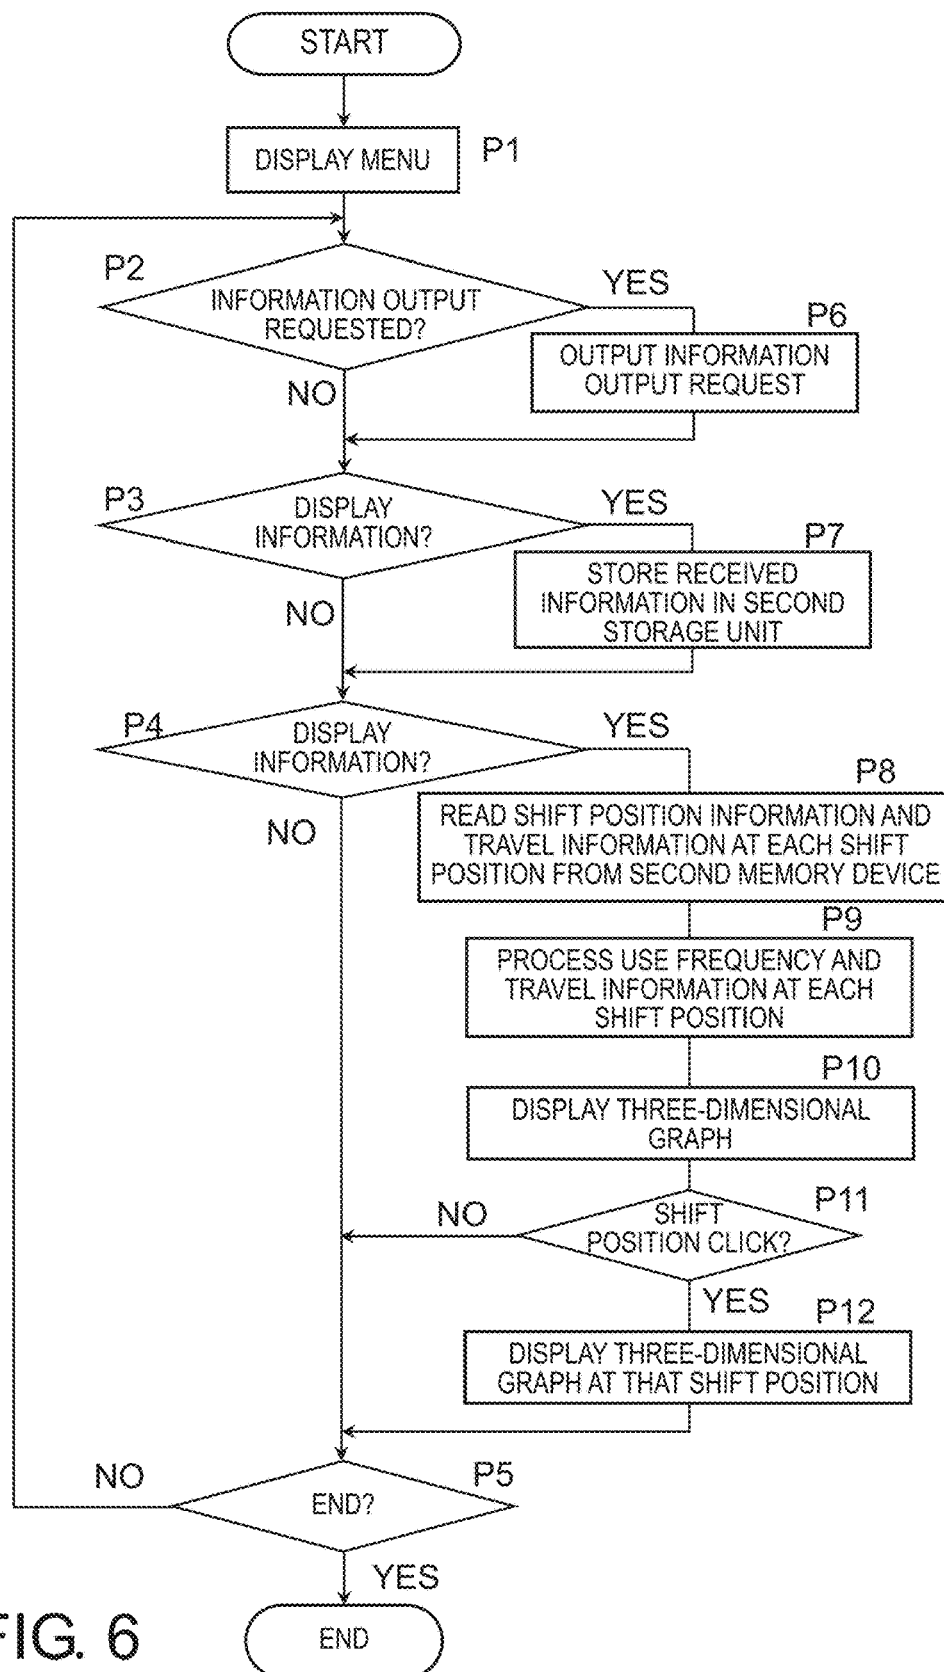 START
DISPLAY MENU
P1
P2
INFORMATION OUTPUT
REQUESTED?
YES
P6
OUTPUT INFORMATION
OUTPUT REQUEST
NO
P3
DISPLAY
INFORMATION?
YES
P7
STORE RECEIVED
INFORMATION IN SECOND
STORAGE UNIT
NO
P4
DISPLAY
INFORMATION?
YES
P8
READ SHIFT POSITION INFORMATION AND
TRAVEL INFORMATION AT EACH SHIFT
POSITION FROM SECOND MEMORY DEVICE
NO
P9
PROCESS USE FREQUENCY AND
TRAVEL INFORMATION AT EACH
SHIFT POSITION
P10
DISPLAY THREE-DIMENSIONAL
GRAPH
P11
SHIFT
POSITION CLICK?
NO
YES
P12
DISPLAY THREE-DIMENSIONAL
GRAPH AT THAT SHIFT POSITION
NO
P5
END?
YES
END
FIG. 6